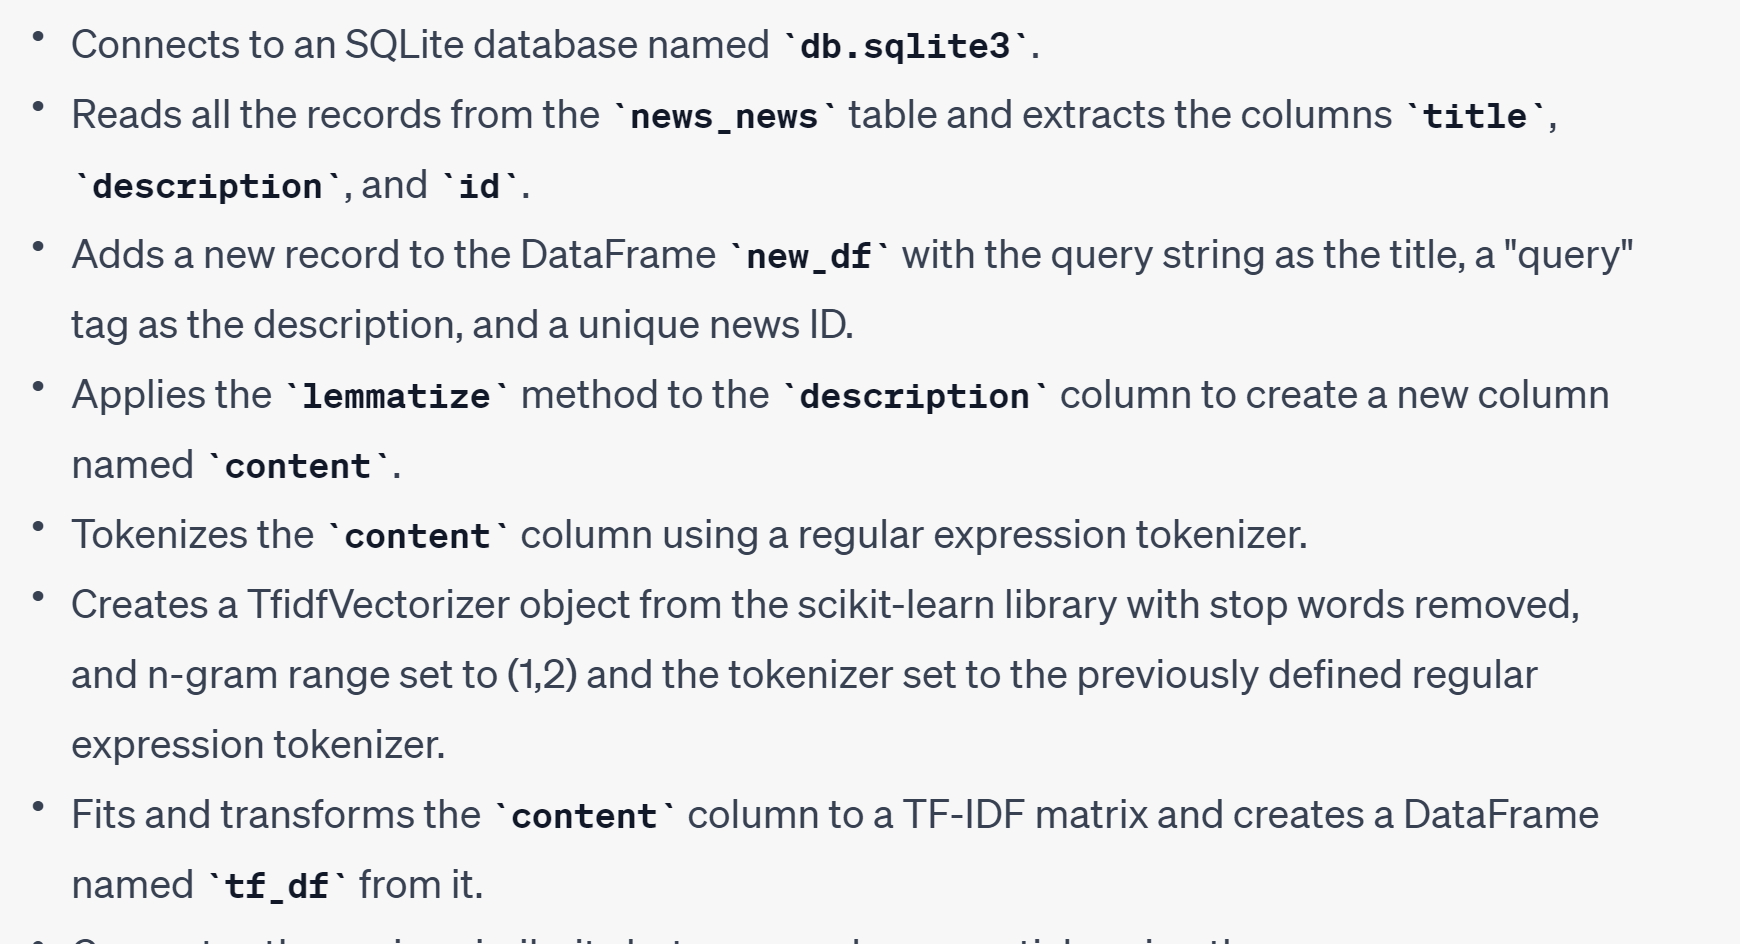 • Connects to an SQLite database named `db.sqlite3`.
• Reads all the records from the `news_news` table and extracts the columns `title`,
`description`, and `id`.
• Adds a new record to the DataFrame `new_df` with the query string as the title, a "query"
tag as the description, and a unique news ID.
• Applies the `lemmatize` method to the `description` column to create a new column
named `content`.
• Tokenizes the `content` column using a regular expression tokenizer.
• Creates a TfidfVectorizer object from the scikit-learn library with stop words removed,
and n-gram range set to (1,2) and the tokenizer set to the previously defined regular
expression tokenizer.
• Fits and transforms the `content` column to a TF-IDF matrix and creates a DataFrame
named `tf_df` from it.